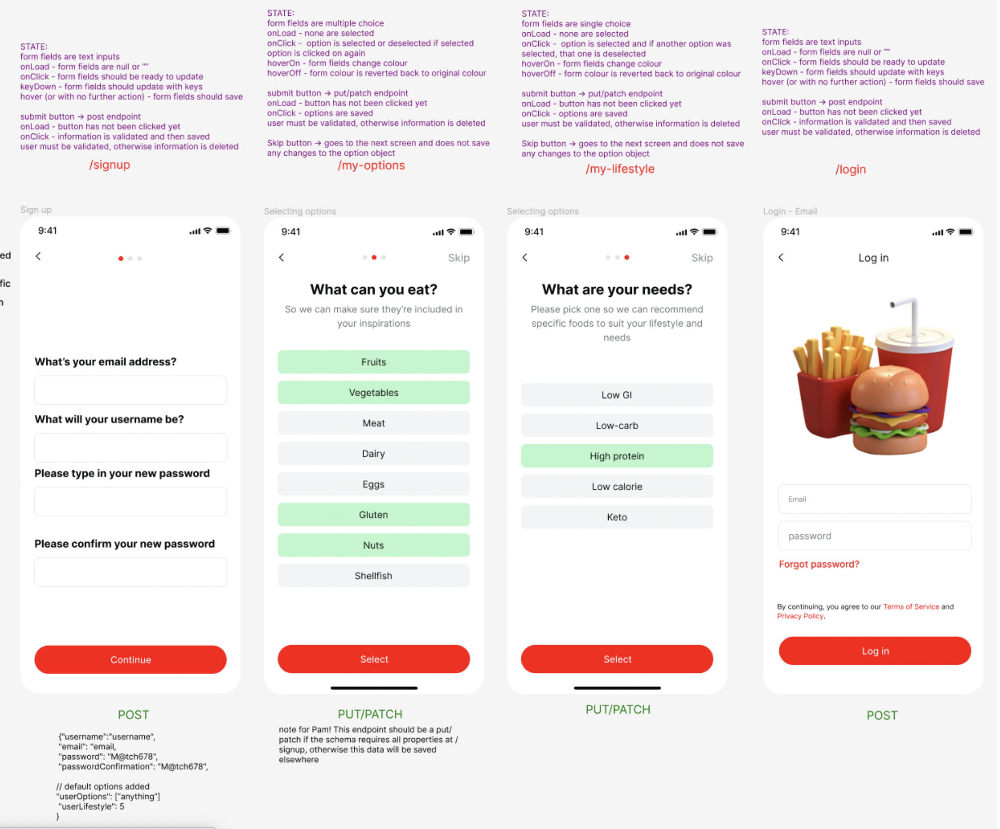 STATE:
form fields are text inputs
onLoad - form fields are null or “”
onClick - form fields should be ready to update
keyDown - form fields should update with keys
hover (or with no further action) - form fields should save
submit button → post endpoint
onLoad - button has not been clicked yet
onClick - information is validated and then saved
user must be validated, otherwise information is deleted
/signup
STATE:
form fields are multiple choice
onLoad - none are selected
onClick -  option is selected or deselected if selected
option is clicked on again
hoverOn - form fields change colour
hoverOff - form colour is reverted back to original colour
submit button → put/patch endpoint
onLoad - button has not been clicked yet
onClick - options are saved
user must be validated, otherwise information is deleted
Skip button → goes to the next screen and does not save
any changes to the option object
/my-options
STATE:
form fields are single choice
onLoad - none are selected
onClick -  option is selected and if another option was
selected, that one is deselected
hoverOn - form fields change colour
hoverOff - form colour is reverted back to original colour
submit button → put/patch endpoint
onLoad - button has not been clicked yet
onClick - options are saved
user must be validated, otherwise information is deleted
Skip button → goes to the next screen and does not save
any changes to the option object
/my-lifestyle
STATE:
form fields are text inputs
onLoad - form fields are null or “”
onClick - form fields should be ready to update
keyDown - form fields should update with keys
hover (or with no further action) - form fields should save
submit button → post endpoint
onLoad - button has not been clicked yet
onClick - information is validated and then saved
user must be validated, otherwise information is deleted
/login
ed
fic
n
Sign up
9:41
What's your email address?
What will your username be?
Please type in your new password
Please confirm your new password
Continue
POST
{"username":"username",
"email": "email,
"password": "M@tch678",
"passwordConfirmation": "M@tch678",
// default options added
"userOptions": ["anything"]
"userLifestyle": 5
}
Selecting options
9:41
Skip
What can you eat?
So we can make sure they're included in
your inspirations
Fruits
Vegetables
Meat
Dairy
Eggs
Gluten
Nuts
Shellfish
Select
PUT/PATCH
note for Pam! This endpoint should be a put/
patch if the schema requires all properties at /
signup, otherwise this data will be saved
elsewhere
Selecting options
9:41
Skip
What are your needs?
Please pick one so we can recommend
specific foods to suit your lifestyle and
needs
Low GI
Low-carb
High protein
Low calorie
Keto
Select
PUT/PATCH
Login - Email
9:41
Log in
Email
password
Forgot password?
By continuing, you agree to our Terms of Service and
Privacy Policy.
Log in
POST